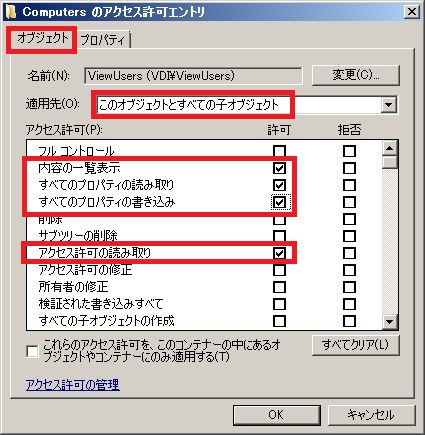 Computers のアクセス許可エントリ
オブジェクト プロパティ
名前(N): ViewUsers (VDI¥ViewUsers) 変更(C)...
適用先(O): このオブジェクトとすべての子オブジェクト
アクセス許可(P): 許可 拒否
フル コントロール
内容の一覧表示
すべてのプロパティの読み取り
すべてのプロパティの書き込み
削除
サブツリーの削除
アクセス許可の読み取り
アクセス許可の修正
所有者の修正
検証された書き込みすべて
すべての子オブジェクトの作成
これらのアクセス許可を、このコンテナーの中にあるオ
ブジェクトやコンテナーにのみ適用する(T)
すべてクリア(L)
アクセス許可の管理
OK キャンセル